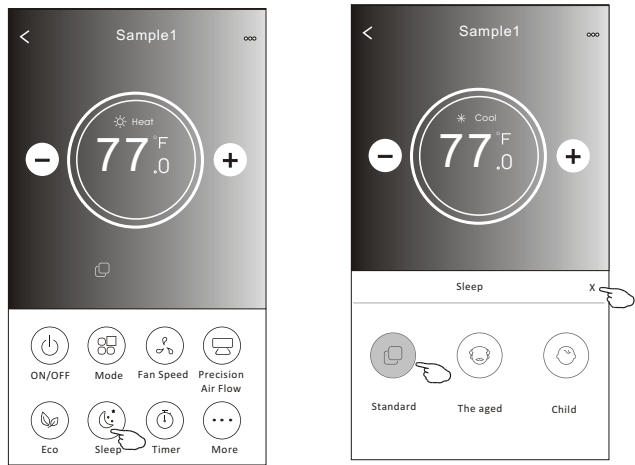 Sample1
Heat
77.0°F
ON/OFF
Mode
Fan Speed
Precision
Air Flow
Eco
Sleep
Timer
More
Sample1
Cool
77.0°F
Sleep
X
Standard
The aged
Child